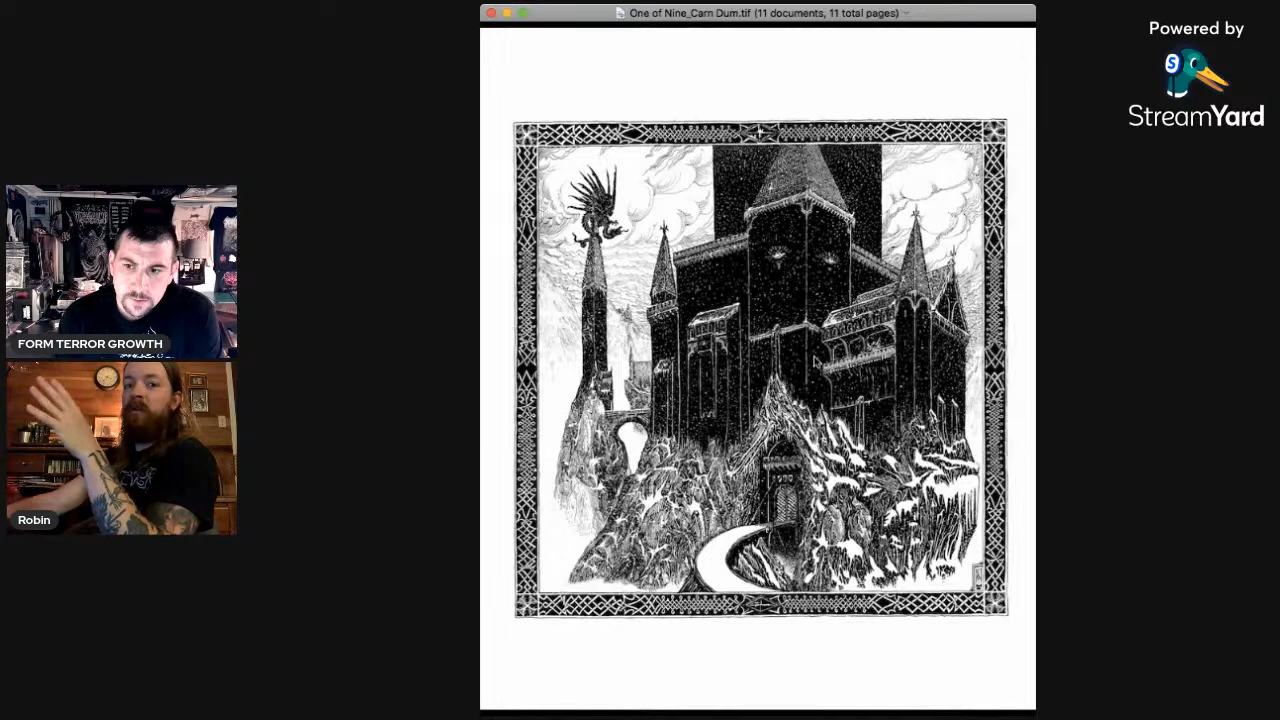 One of Nine_Carn Dum.tif (11 documents, 11 total pages)
Powered by
StreamYard
FORM TERROR GROWTH
Robin